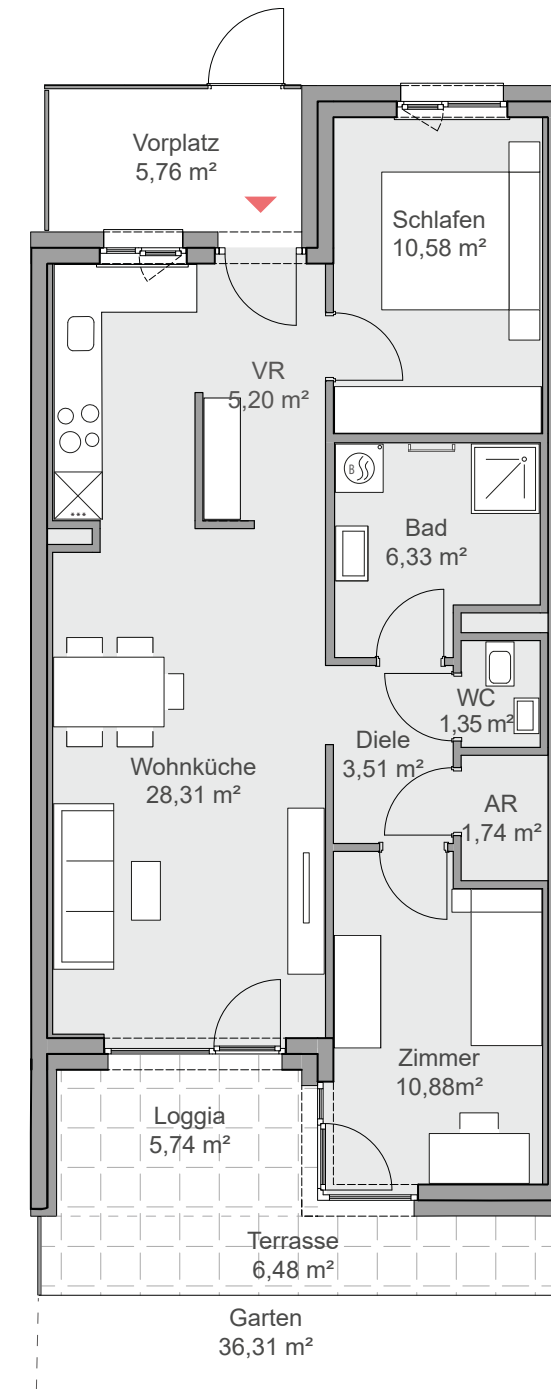 Vorplatz
5,76 m²
Schlafen
10,58 m²
VR
5,20 m²
B
Bad
6,33 m²
WC
1,35 m²
Diele
3,51 m²
Wohnküche
28,31 m²
AR
1,74 m²
Zimmer
10,88m²
Loggia
5,74 m²
Terrasse
6,48 m²
Garten
36,31 m²